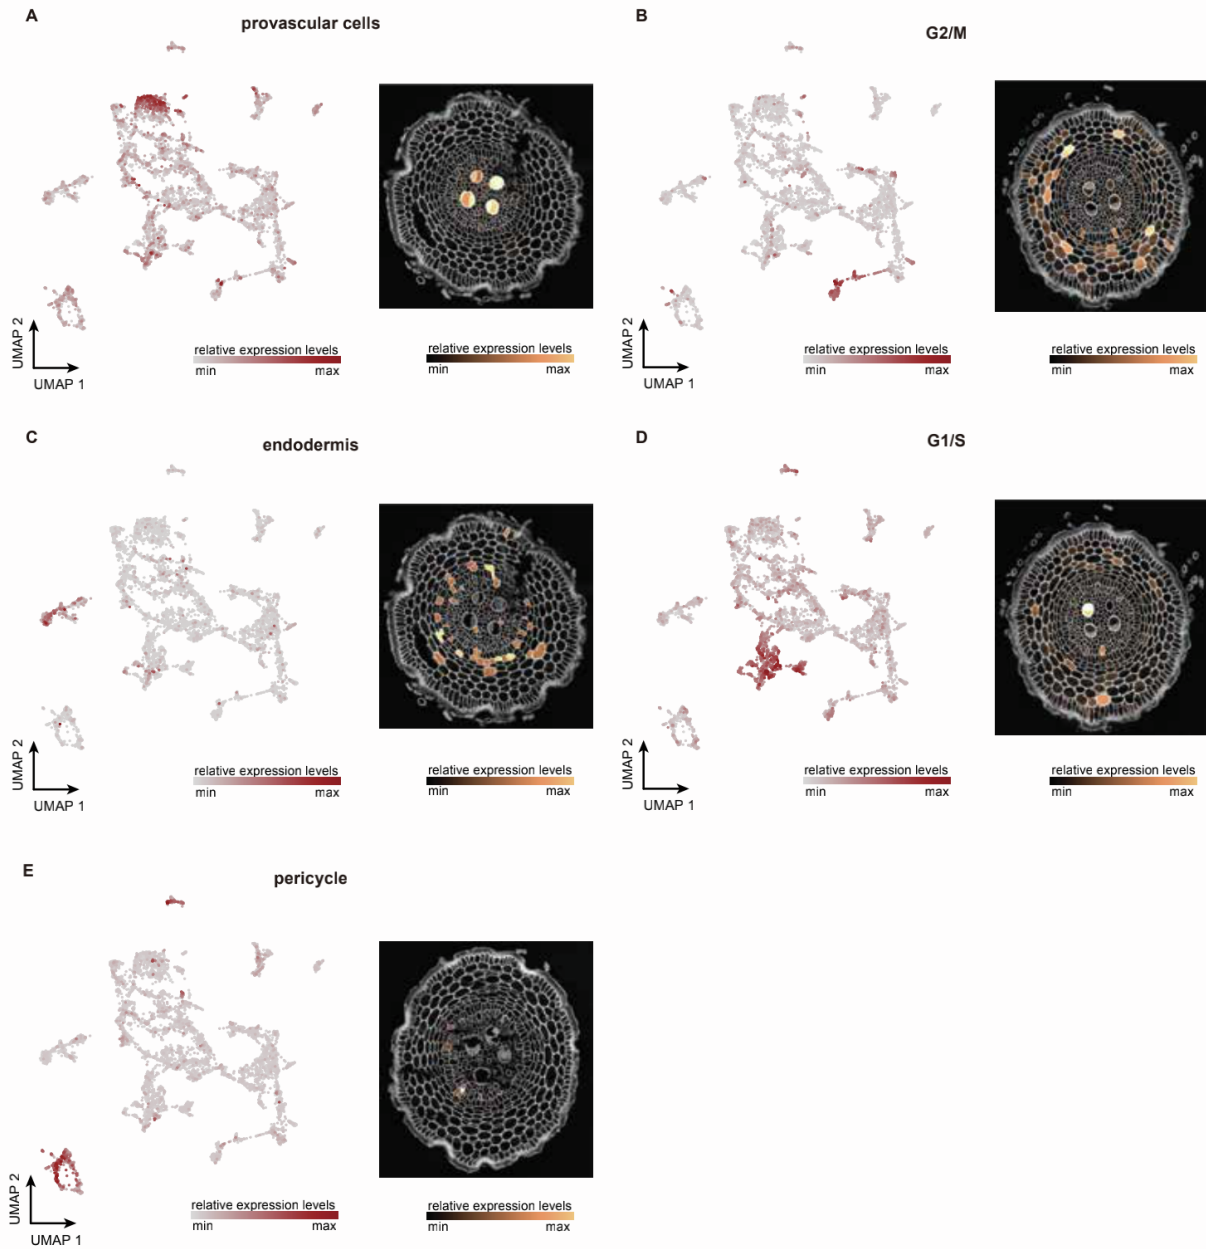 A
provascular cells
UMAP 2
UMAP 1
relative expression levels
min max
relative expression levels
min max
B
G2/M
UMAP 2
UMAP 1
relative expression levels
min max
relative expression levels
min max
C
endodermis
UMAP 2
UMAP 1
relative expression levels
min max
relative expression levels
min max
D
G1/S
UMAP 2
UMAP 1
relative expression levels
min max
relative expression levels
min max
E
pericycle
UMAP 2
UMAP 1
relative expression levels
min max
relative expression levels
min max